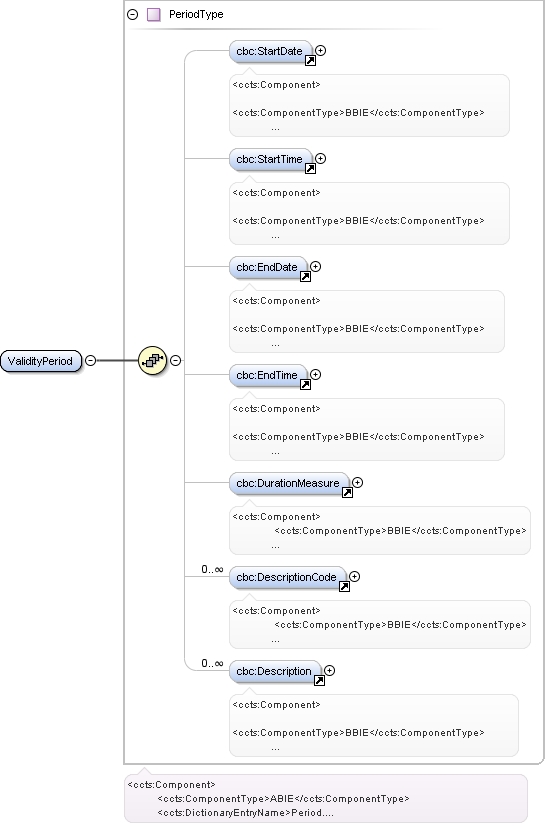 PeriodType
cbc:StartDate
<ccts:Component>
<ccts:ComponentType>BBIE</ccts:ComponentType>
...
cbc:StartTime
<ccts:Component>
<ccts:ComponentType>BBIE</ccts:ComponentType>
...
cbc:EndDate
<ccts:Component>
<ccts:ComponentType>BBIE</ccts:ComponentType>
...
ValidityPeriod
cbc:EndTime
<ccts:Component>
<ccts:ComponentType>BBIE</ccts:ComponentType>
...
cbc:DurationMeasure
<ccts:Component>
<ccts:ComponentType>BBIE</ccts:ComponentType>
...
0..∞
cbc:DescriptionCode
<ccts:Component>
<ccts:ComponentType>BBIE</ccts:ComponentType>
...
0..∞
cbc:Description
<ccts:Component>
<ccts:ComponentType>BBIE</ccts:ComponentType>
...
<ccts:Component>
<ccts:ComponentType>ABIE</ccts:ComponentType>
<ccts:DictionaryEntryName>Period....